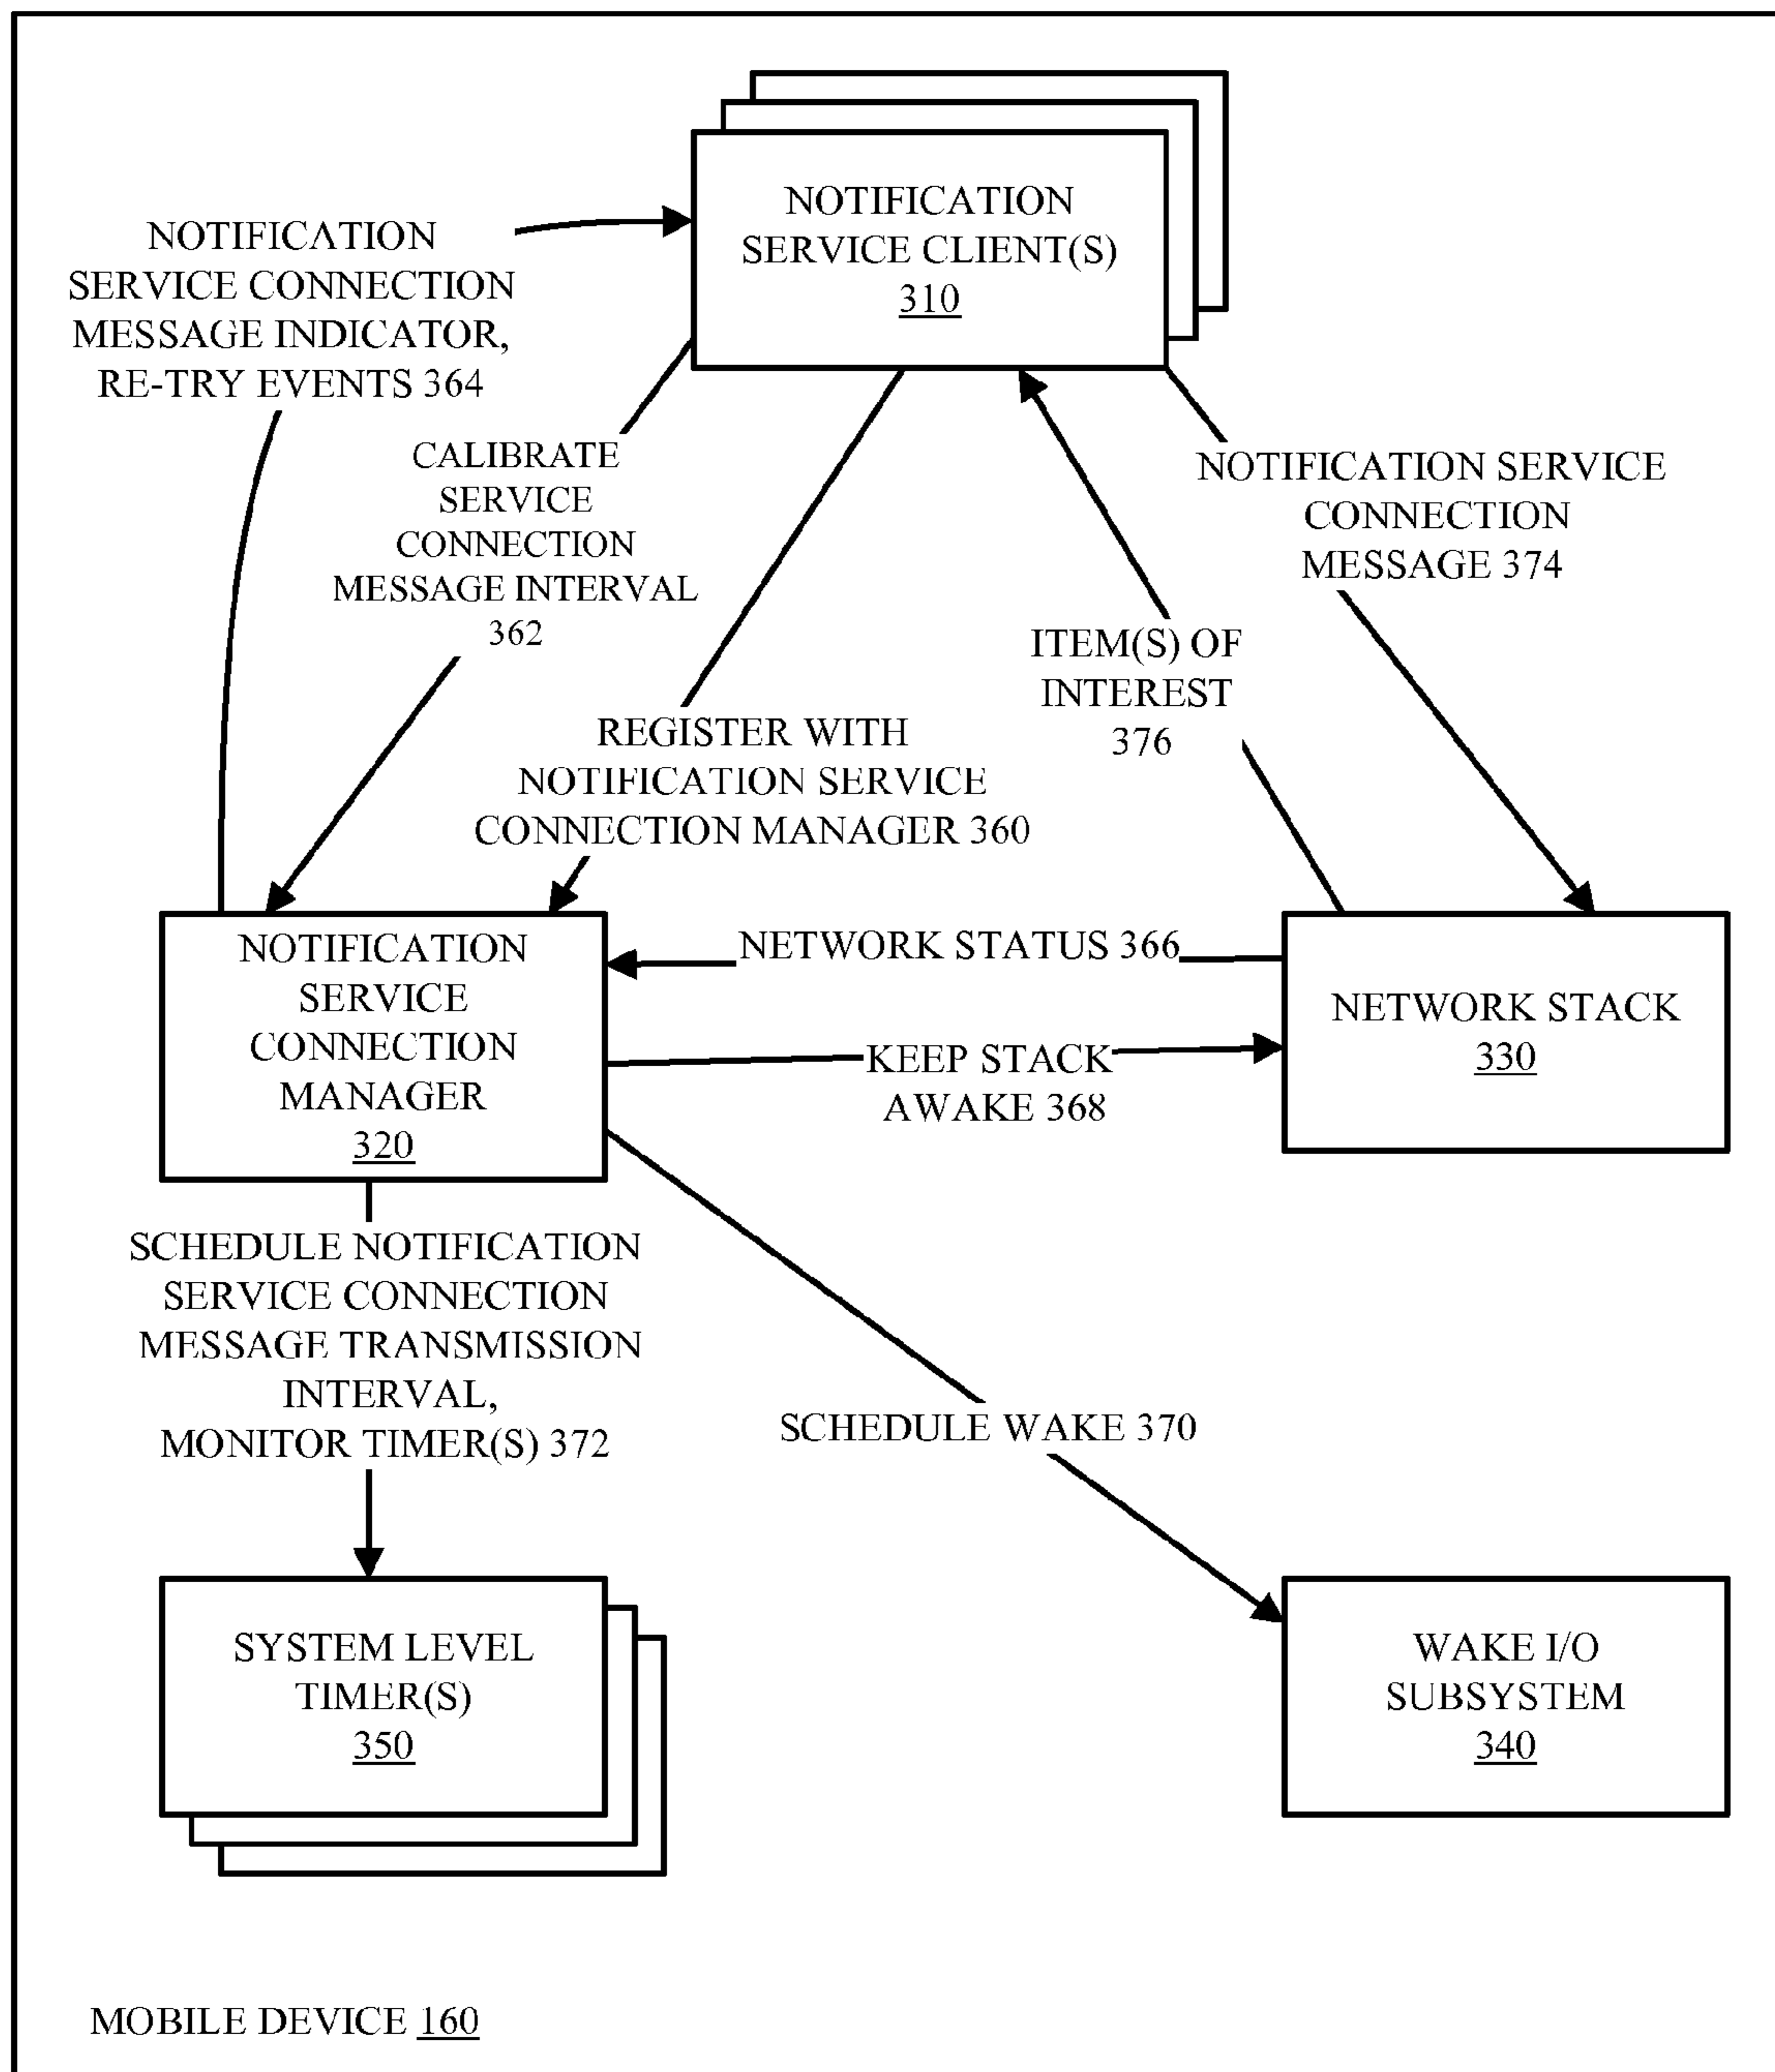 NOTIFICATION
SERVICE CLIENT(S)
310
NOTIFICATION
SERVICE CONNECTION
MESSAGE INDICATOR,
RE-TRY EVENTS 364
CALIBRATE
SERVICE
CONNECTION
MESSAGE INTERVAL
362
NOTIFICATION SERVICE
CONNECTION
MESSAGE 374
ITEM(S) OF
INTEREST
376
REGISTER WITH
NOTIFICATION SERVICE
CONNECTION MANAGER 360
NOTIFICATION
SERVICE
CONNECTION
MANAGER
320
NETWORK STATUS 366
KEEP STACK
AWAKE 368
NETWORK STACK
330
SCHEDULE NOTIFICATION
SERVICE CONNECTION
MESSAGE TRANSMISSION
INTERVAL,
MONITOR TIMER(S) 372
SCHEDULE WAKE 370
SYSTEM LEVEL
TIMER(S)
350
WAKE I/O
SUBSYSTEM
340
MOBILE DEVICE 160